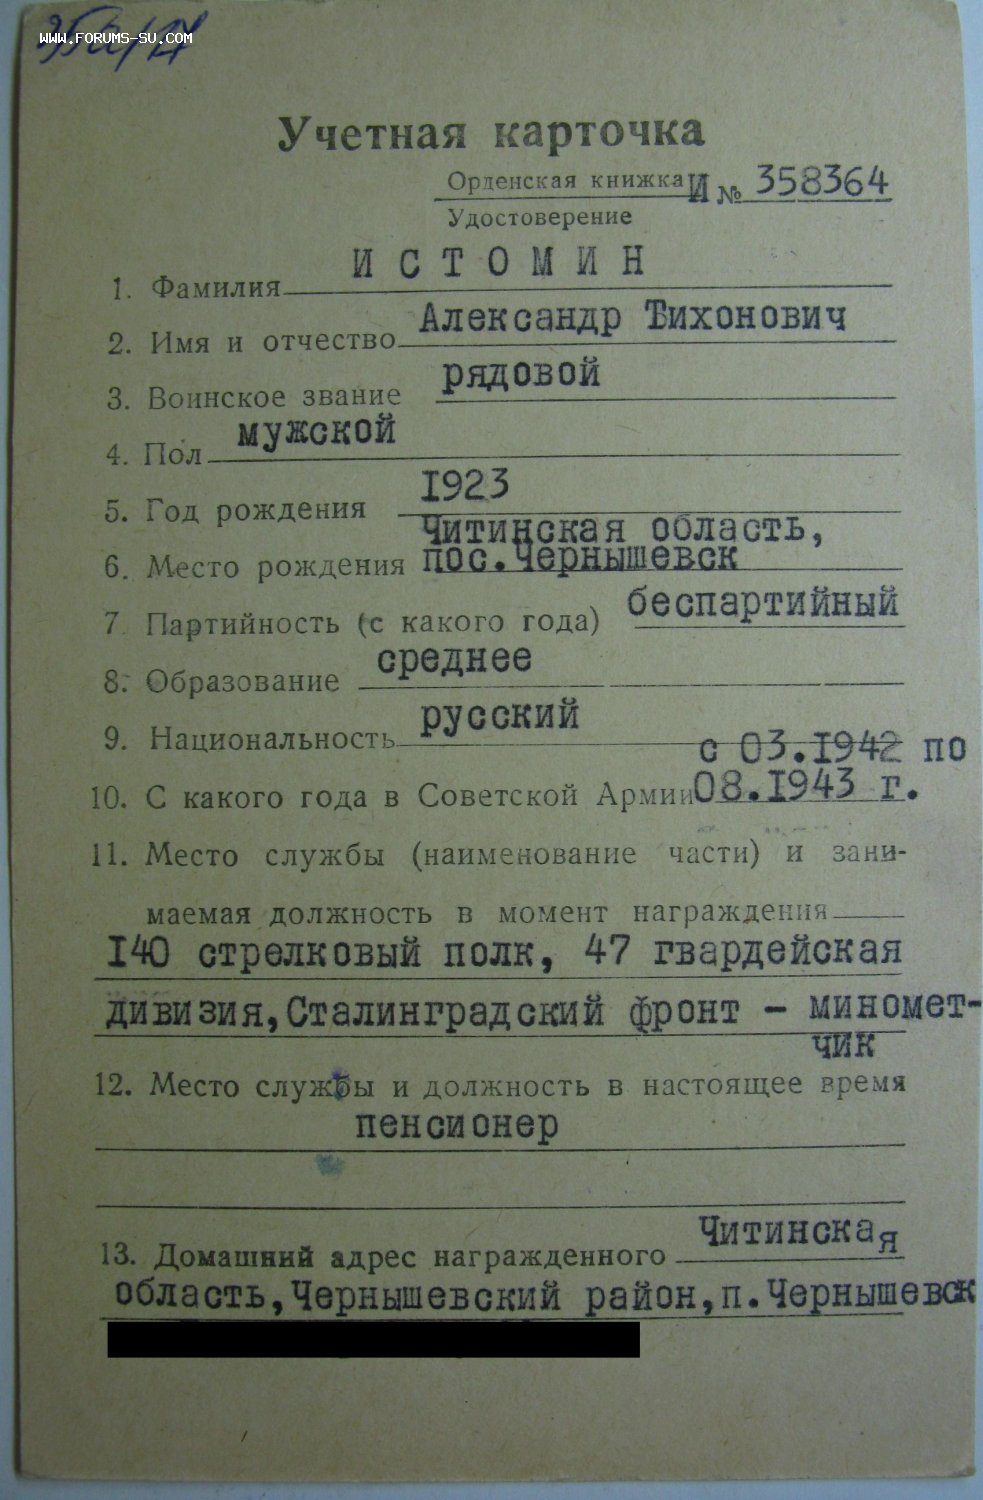 www.FORUMS-SU.COM
Учетная карточка
Орденская книжка И № 358364
Удостоверение
1. Фамилия ИСТОМИН
2. Имя и отчество Александр Тихонович
3. Воинское звание рядовой
4. Пол мужской
5. Год рождения 1923
Читинская область,
6. Место рождения пос.Чернышевск
7. Партийность (с какого года) беспартийный
8. Образование среднее
9. Национальность русский
с 03.1942 по
10. С какого года в Советской Армии 08.1943 г.
11. Место службы (наименование части) и зани-
маемая должность в момент награждения
140 стрелковый полк, 47 гвардейская
дивизия,Сталинградский фронт - миномет-
чик
12. Место службы и должность в настоящее время
пенсионер
13. Домашний адрес награжденного Читинская
область,Чернышевский район,п.Чернышевск